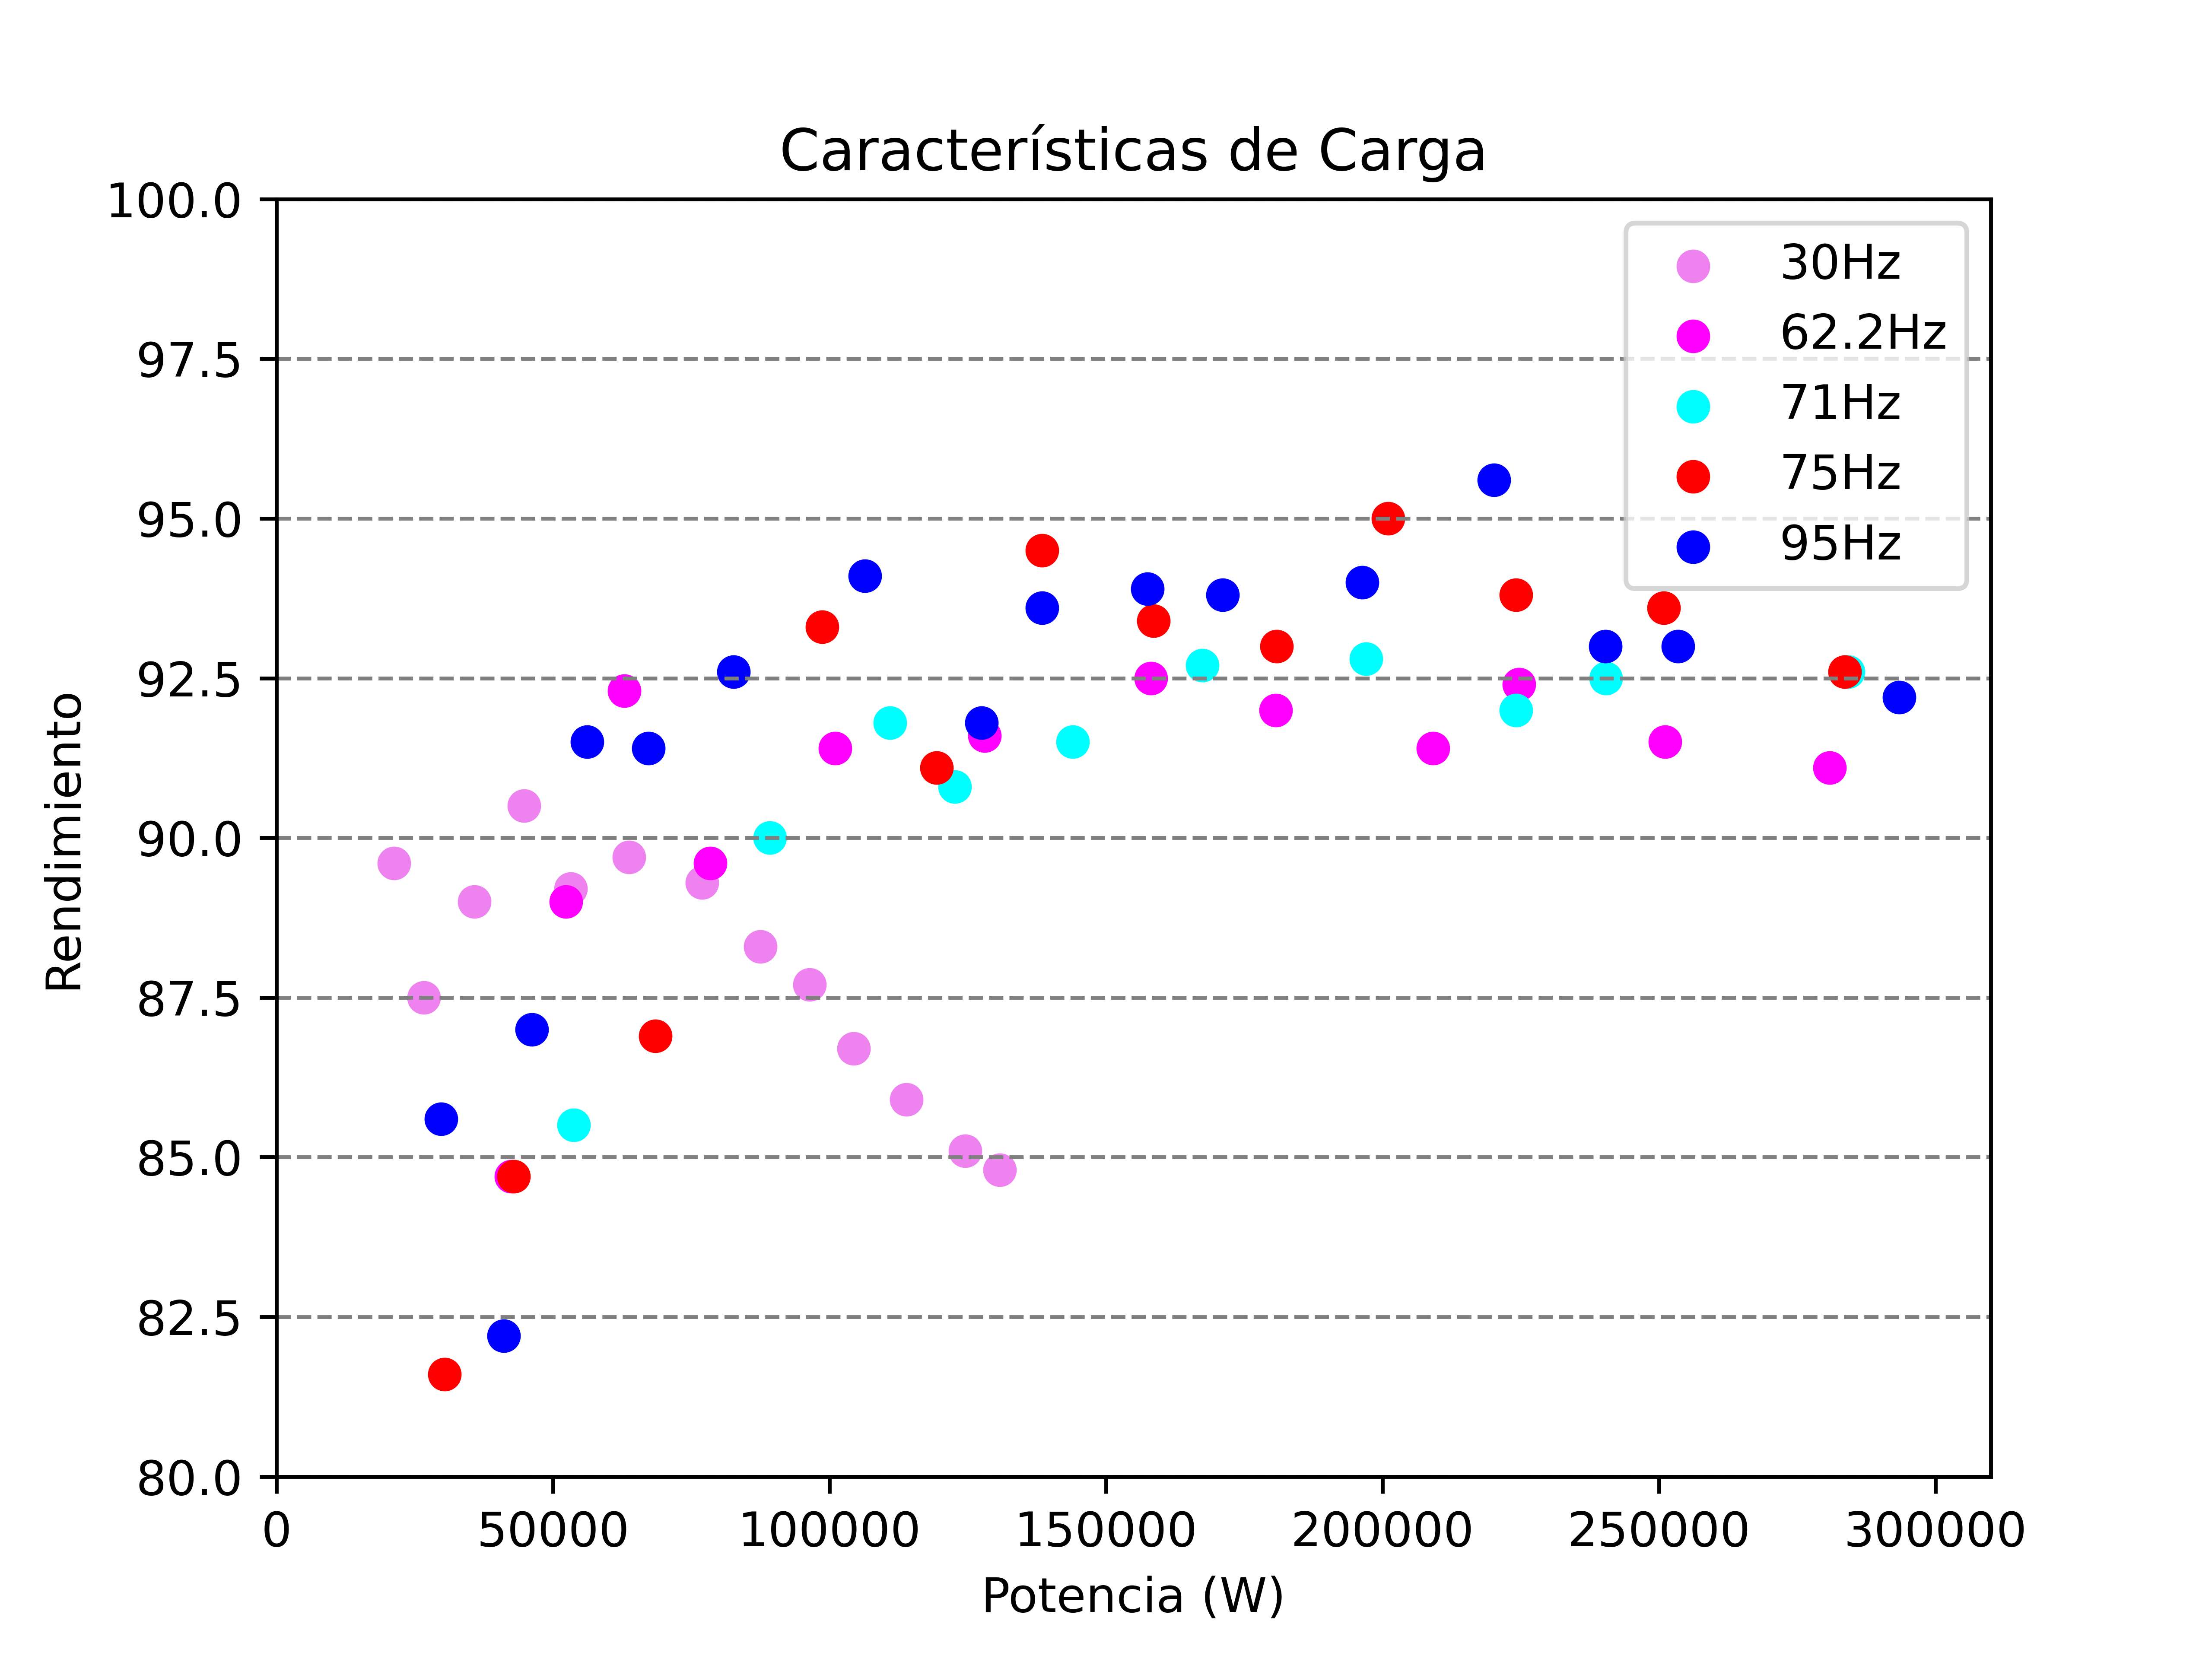 Características de Carga
100.0
97.5
95.0
92.5
90.0
87.5
85.0
82.5
80.0
Rendimiento
30Hz
62.2Hz
71Hz
75Hz
95Hz
0 50000 100000 150000 200000 250000 300000
Potencia (W)